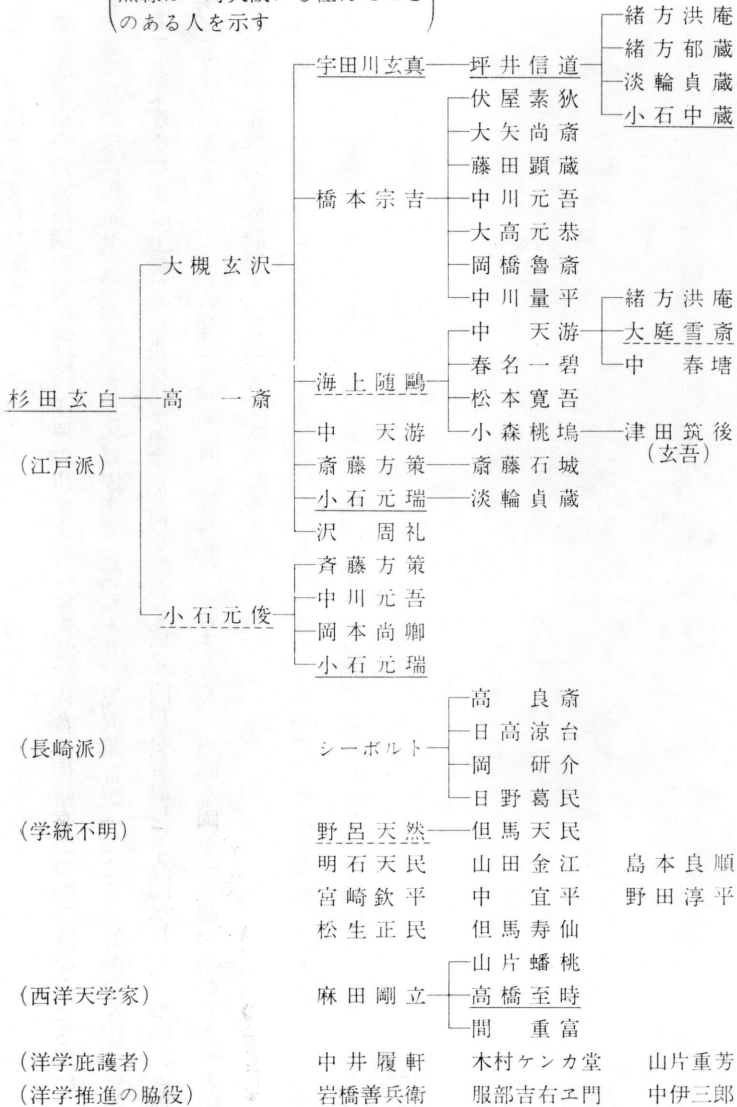 のある人を示す
緒方洪庵
宇田川玄真 坪井信道 緒方郁蔵
淡輪貞蔵
伏屋素狄 小石中蔵
大矢尚斎
藤田顕蔵
橋本宗吉 中川元吾
大高元恭
大槻玄沢 岡橋魯斎
中川量平 緒方洪庵
中天游 大庭雪斎
海上随鷗 春名一碧 中春塘
杉田玄白 高一斎 松本寛吾
中天游 小森桃塢 津田筑後
(江戸派) 斎藤方策 斎藤石城 (玄吾)
小石元瑞 淡輪貞蔵
沢周礼
斉藤方策
中川元吾
小石元俊 岡本尚卿
小石元瑞
高良斎
(長崎派) シーボルト 日高涼台
岡研介
日野葛民
(学統不明) 野呂天然 但馬天民
明石天民 山田金江 島本良順
宮崎欽平 中宜平 野田淳平
松生正民 但馬寿仙
山片蟠桃
(西洋天学家) 麻田剛立 高橋至時
間重富
(洋学庇護者) 中井履軒 木村ケンカ堂 山片重芳
(洋学推進の脇役) 岩橋善兵衛 服部吉右ヱ門 中伊三郎